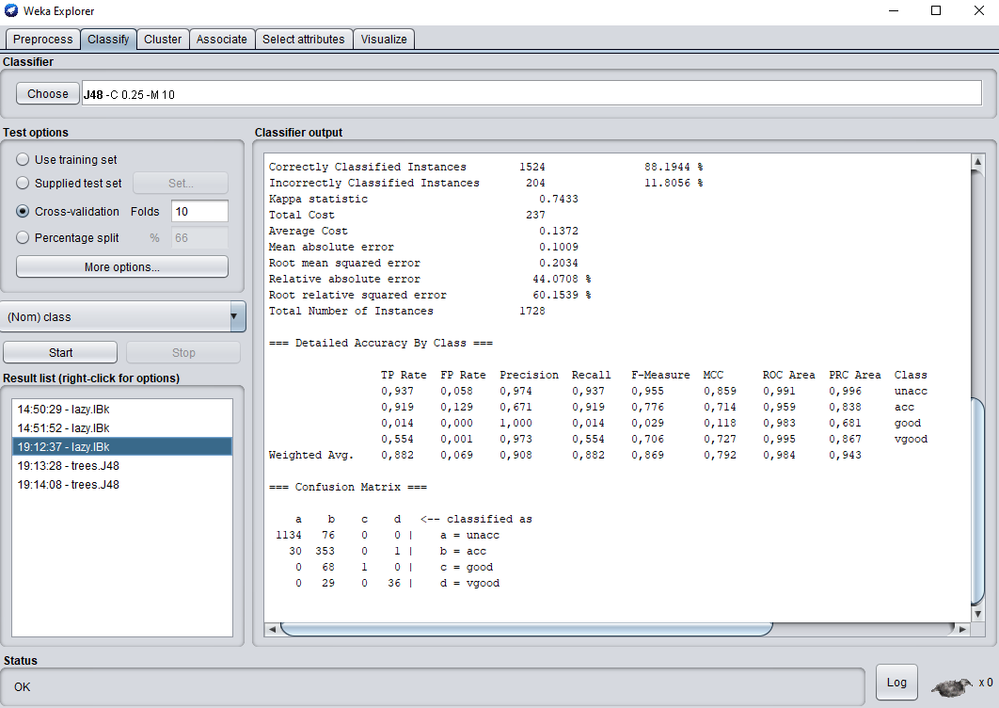 Weka Explorer
Preprocess Classify Cluster Associate Select attributes Visualize
Classifier
Choose J48 -C 0.25 -M 10
Test options
Use training set
Supplied test set Set...
Cross-validation Folds 10
Percentage split % 66
More options...
(Nom) class
Start Stop
Result list (right-click for options)
14:50:29 - lazy.IBk
14:51:52 - lazy.IBk
19:12:37 - lazy.IBk
19:13:28 - trees.J48
19:14:08 - trees.J48
Classifier output
Correctly Classified Instances 1524 88.1944 %
Incorrectly Classified Instances 204 11.8056 %
Kappa statistic 0.7433
Total Cost 237
Average Cost 0.1372
Mean absolute error 0.1009
Root mean squared error 0.2034
Relative absolute error 44.0708 %
Root relative squared error 60.1539 %
Total Number of Instances 1728
=== Detailed Accuracy By Class ===
TP Rate FP Rate Precision Recall F-Measure MCC ROC Area PRC Area Class
0,937 0,058 0,974 0,937 0,955 0,859 0,991 0,996 unacc
0,919 0,129 0,671 0,919 0,776 0,714 0,959 0,838 acc
0,014 0,000 1,000 0,014 0,029 0,118 0,983 0,681 good
0,554 0,001 0,973 0,554 0,706 0,727 0,995 0,867 vgood
Weighted Avg. 0,882 0,069 0,908 0,882 0,869 0,792 0,984 0,943
=== Confusion Matrix ===
a b c d <-- classified as
1134 76 0 0 | a = unacc
30 353 0 1 | b = acc
0 68 1 0 | c = good
0 29 0 36 | d = vgood
Status
OK
Log x 0